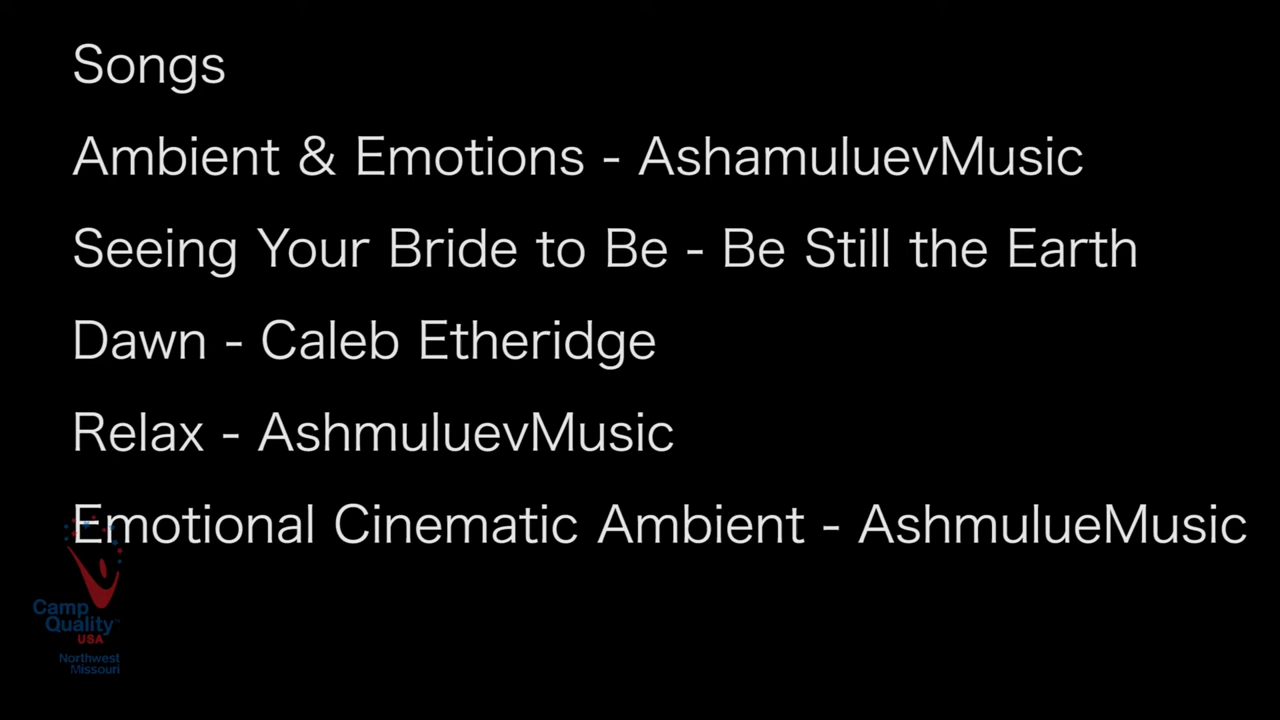 Songs
Ambient & Emotions - AshamuluevMusic
Seeing Your Bride to Be - Be Still the Earth
Dawn - Caleb Etheridge
Relax - AshmuluevMusic
Emotional Cinematic Ambient - AshmulueMusic
Camp
Quality
USA
Northwest
Missouri